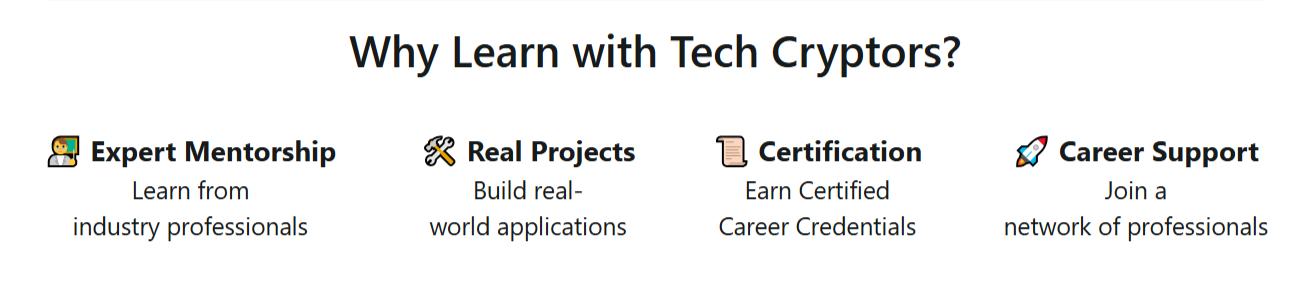 Why Learn with Tech Cryptors?
Expert Mentorship
Learn from
industry professionals
Real Projects
Build real-
world applications
Certification
Earn Certified
Career Credentials
Career Support
Join a
network of professionals